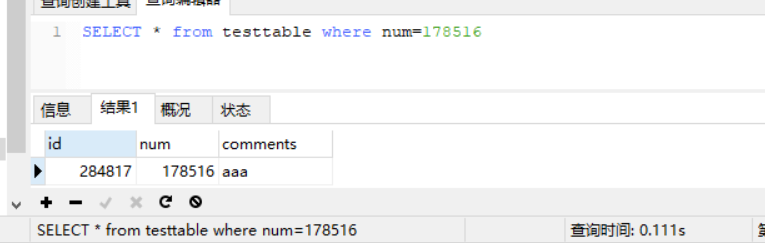 查询创建工具 查询编辑器
1 SELECT * from testtable where num=178516
信息 结果1 概况 状态
id num comments
284817 178516 aaa
SELECT * from testtable where num=178516 查询时间: 0.111s